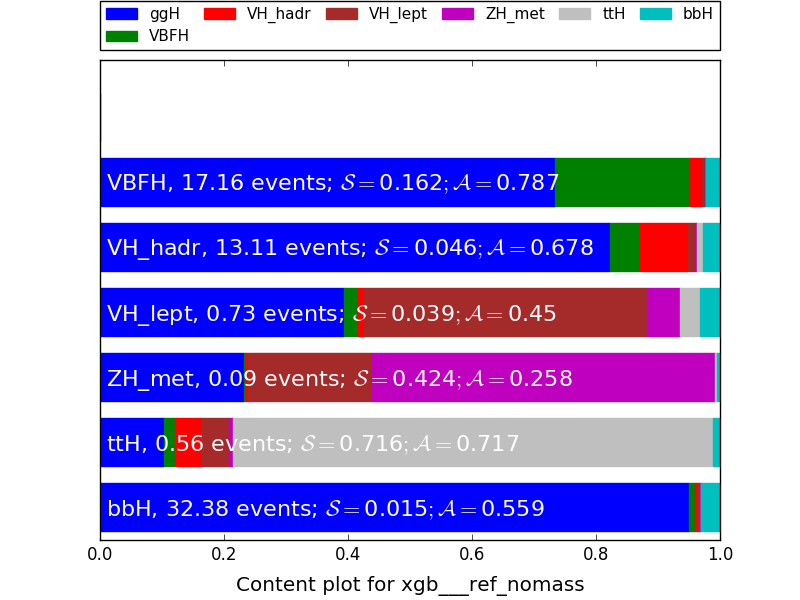 ggH VH_hadr VH_lept ZH_met ttH bbH
VBFH
VBFH, 17.16 events; 𝒮 = 0.162; 𝒜 = 0.787
VH_hadr, 13.11 events; 𝒮 = 0.046; 𝒜 = 0.678
VH_lept, 0.73 events; 𝒮 = 0.039; 𝒜 = 0.45
ZH_met, 0.09 events; 𝒮 = 0.424; 𝒜 = 0.258
ttH, 0.56 events; 𝒮 = 0.716; 𝒜 = 0.717
bbH, 32.38 events; 𝒮 = 0.015; 𝒜 = 0.559
0.0 0.2 0.4 0.6 0.8 1.0
Content plot for xgb___ref_nomass